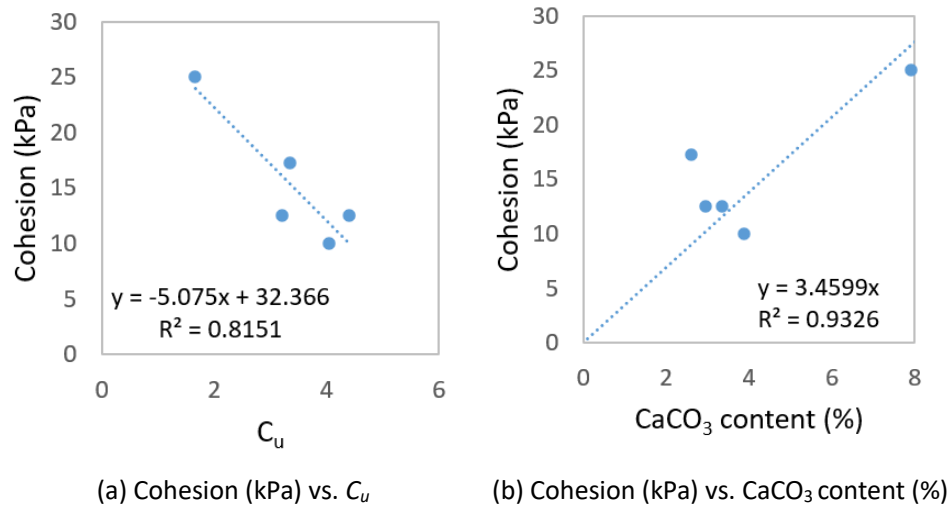 30
25
20
15
10
5
0
Cohesion (kPa)
y = -5.075x + 32.366
R² = 0.8151
0 2 4 6
Cᵤ
(a) Cohesion (kPa) vs. Cᵤ
30
25
20
15
10
5
0
Cohesion (kPa)
y = 3.4599x
R² = 0.9326
0 2 4 6 8
CaCO₃ content (%)
(b) Cohesion (kPa) vs. CaCO₃ content (%)